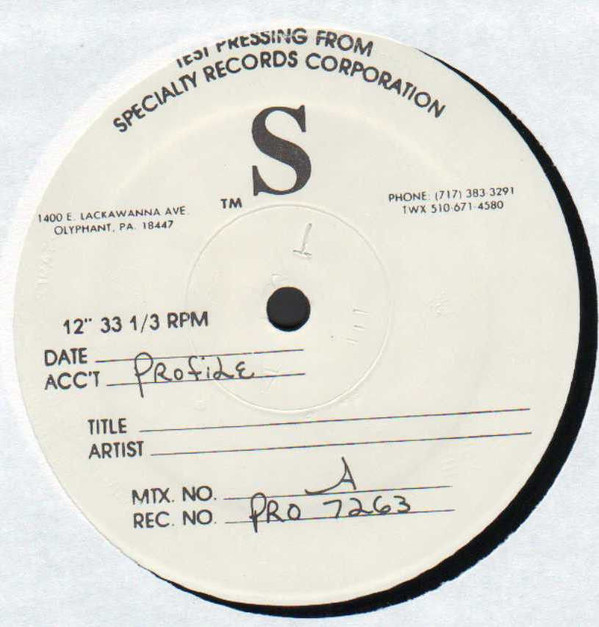 TEST PRESSING FROM
SPECIALTY RECORDS CORPORATION
S
TM
1400 E. LACKAWANNA AVE.
OLYPHANT, PA. 18447
PHONE: (717) 383-3291
TWX 510-671-4580
12" 33 1/3 RPM
DATE
ACC'T Profile
TITLE
ARTIST
MTX. NO. A
REC. NO. PRO 7263